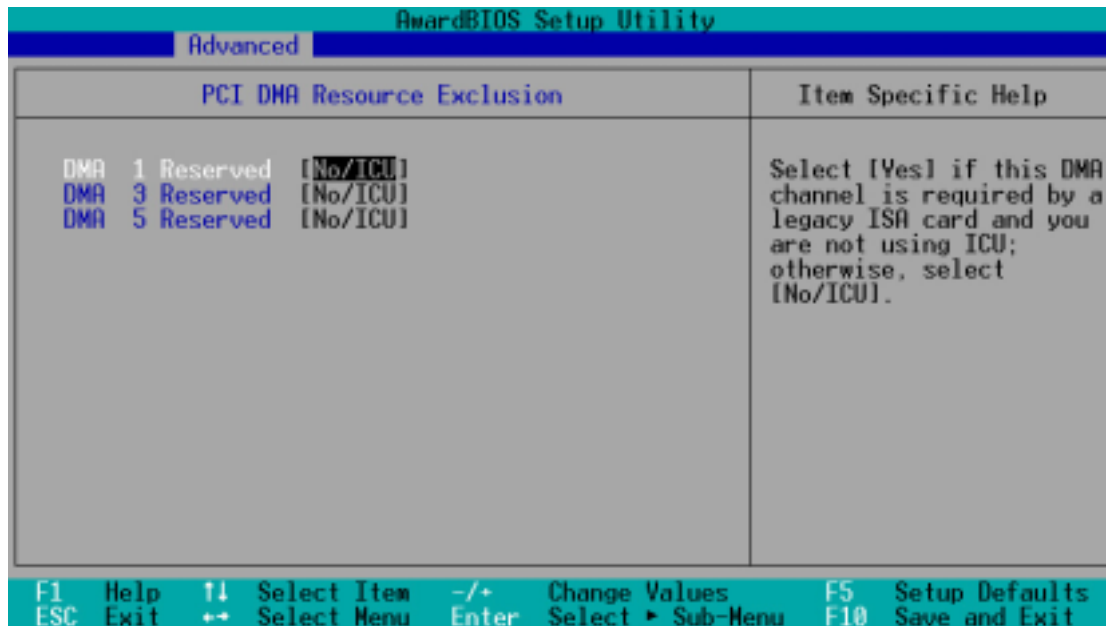 AwardBIOS Setup Utility
Advanced
PCI DMA Resource Exclusion
Item Specific Help
DMA 1 Reserved [No/ICU]
DMA 3 Reserved [No/ICU]
DMA 5 Reserved [No/ICU]
Select [Yes] if this DMA
channel is required by a
legacy ISA card and you
are not using ICU;
otherwise, select
[No/ICU].
F1 Help ↑↓ Select Item -/+ Change Values F5 Setup Defaults
ESC Exit ←→ Select Menu Enter Select ► Sub-Menu F10 Save and Exit